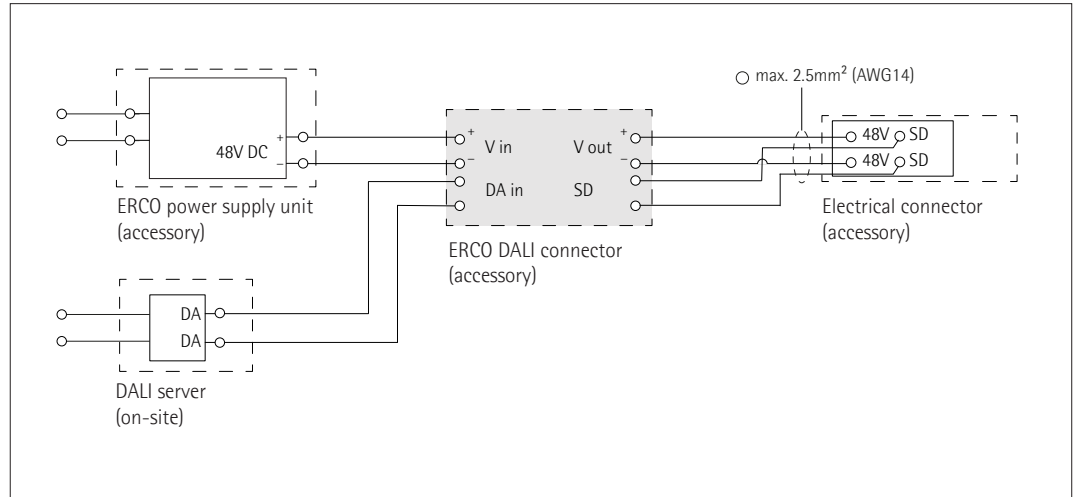 max. 2.5mm² (AWG14)
+
48V DC
−
ERCO power supply unit
(accessory)
+
V in
−
DA in
+
V out
−
SD
ERCO DALI connector
(accessory)
48V SD
48V SD
Electrical connector
(accessory)
DA
DA
DALI server
(on-site)